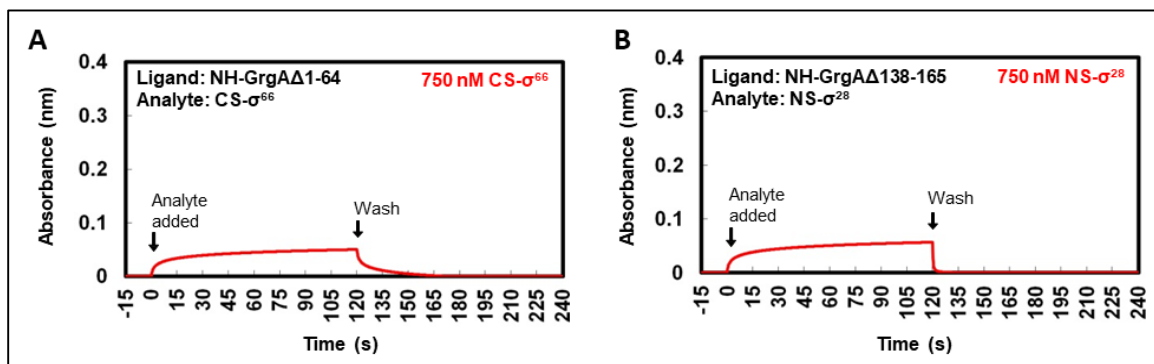 A
Ligand: NH-GrgAΔ1-64
Analyte: CS-σ⁶⁶
750 nM CS-σ⁶⁶
Absorbance (nm)
0.4
0.3
0.2
0.1
0
Analyte
added
Wash
-15 0 15 30 45 60 75 90 105 120 135 150 165 180 195 210 225 240
Time (s)
B
Ligand: NH-GrgAΔ138-165
Analyte: NS-σ²⁸
750 nM NS-σ²⁸
Absorbance (nm)
0.4
0.3
0.2
0.1
0
Analyte
added
Wash
-15 0 15 30 45 60 75 90 105 120 135 150 165 180 195 210 225 240
Time (s)